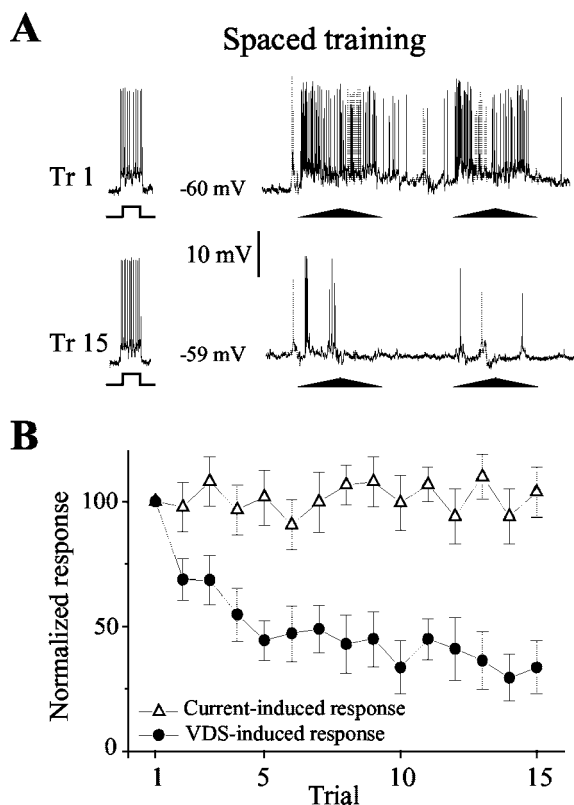 A
Spaced training
Tr 1
-60 mV
10 mV
Tr 15
-59 mV
B
Normalized response
100
50
0
Current-induced response
VDS-induced response
1
5
10
15
Trial